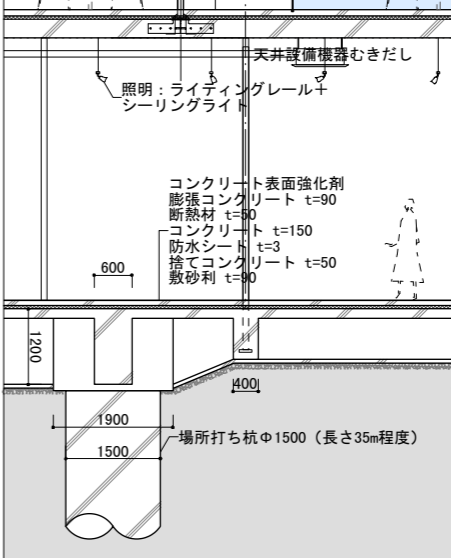 天井設備機器むきだし
照明：ライティングレール＋
シーリングライト
コンクリート表面強化剤
膨張コンクリート t=90
断熱材 t=50
コンクリート t=150
防水シート t=3
捨てコンクリート t=50
敷砂利 t=90
600
1200
400
1900
1500
場所打ち杭Φ1500（長さ35m程度）